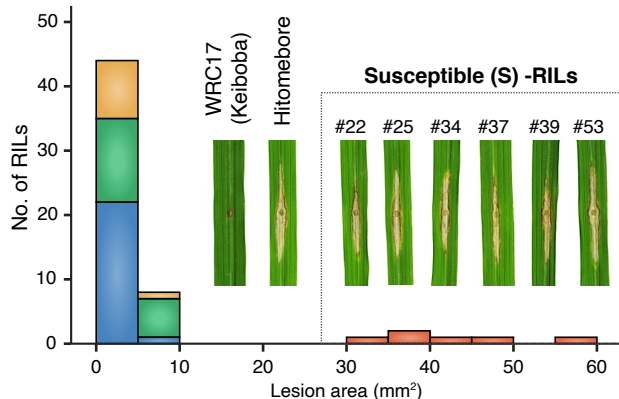 50
40
30
20
10
0
No. of RILs
WRC17
(Keiboba)
Hitomebore
Susceptible (S) -RILs
#22 #25 #34 #37 #39 #53
0 10 20 30 40 50 60
Lesion area (mm²)